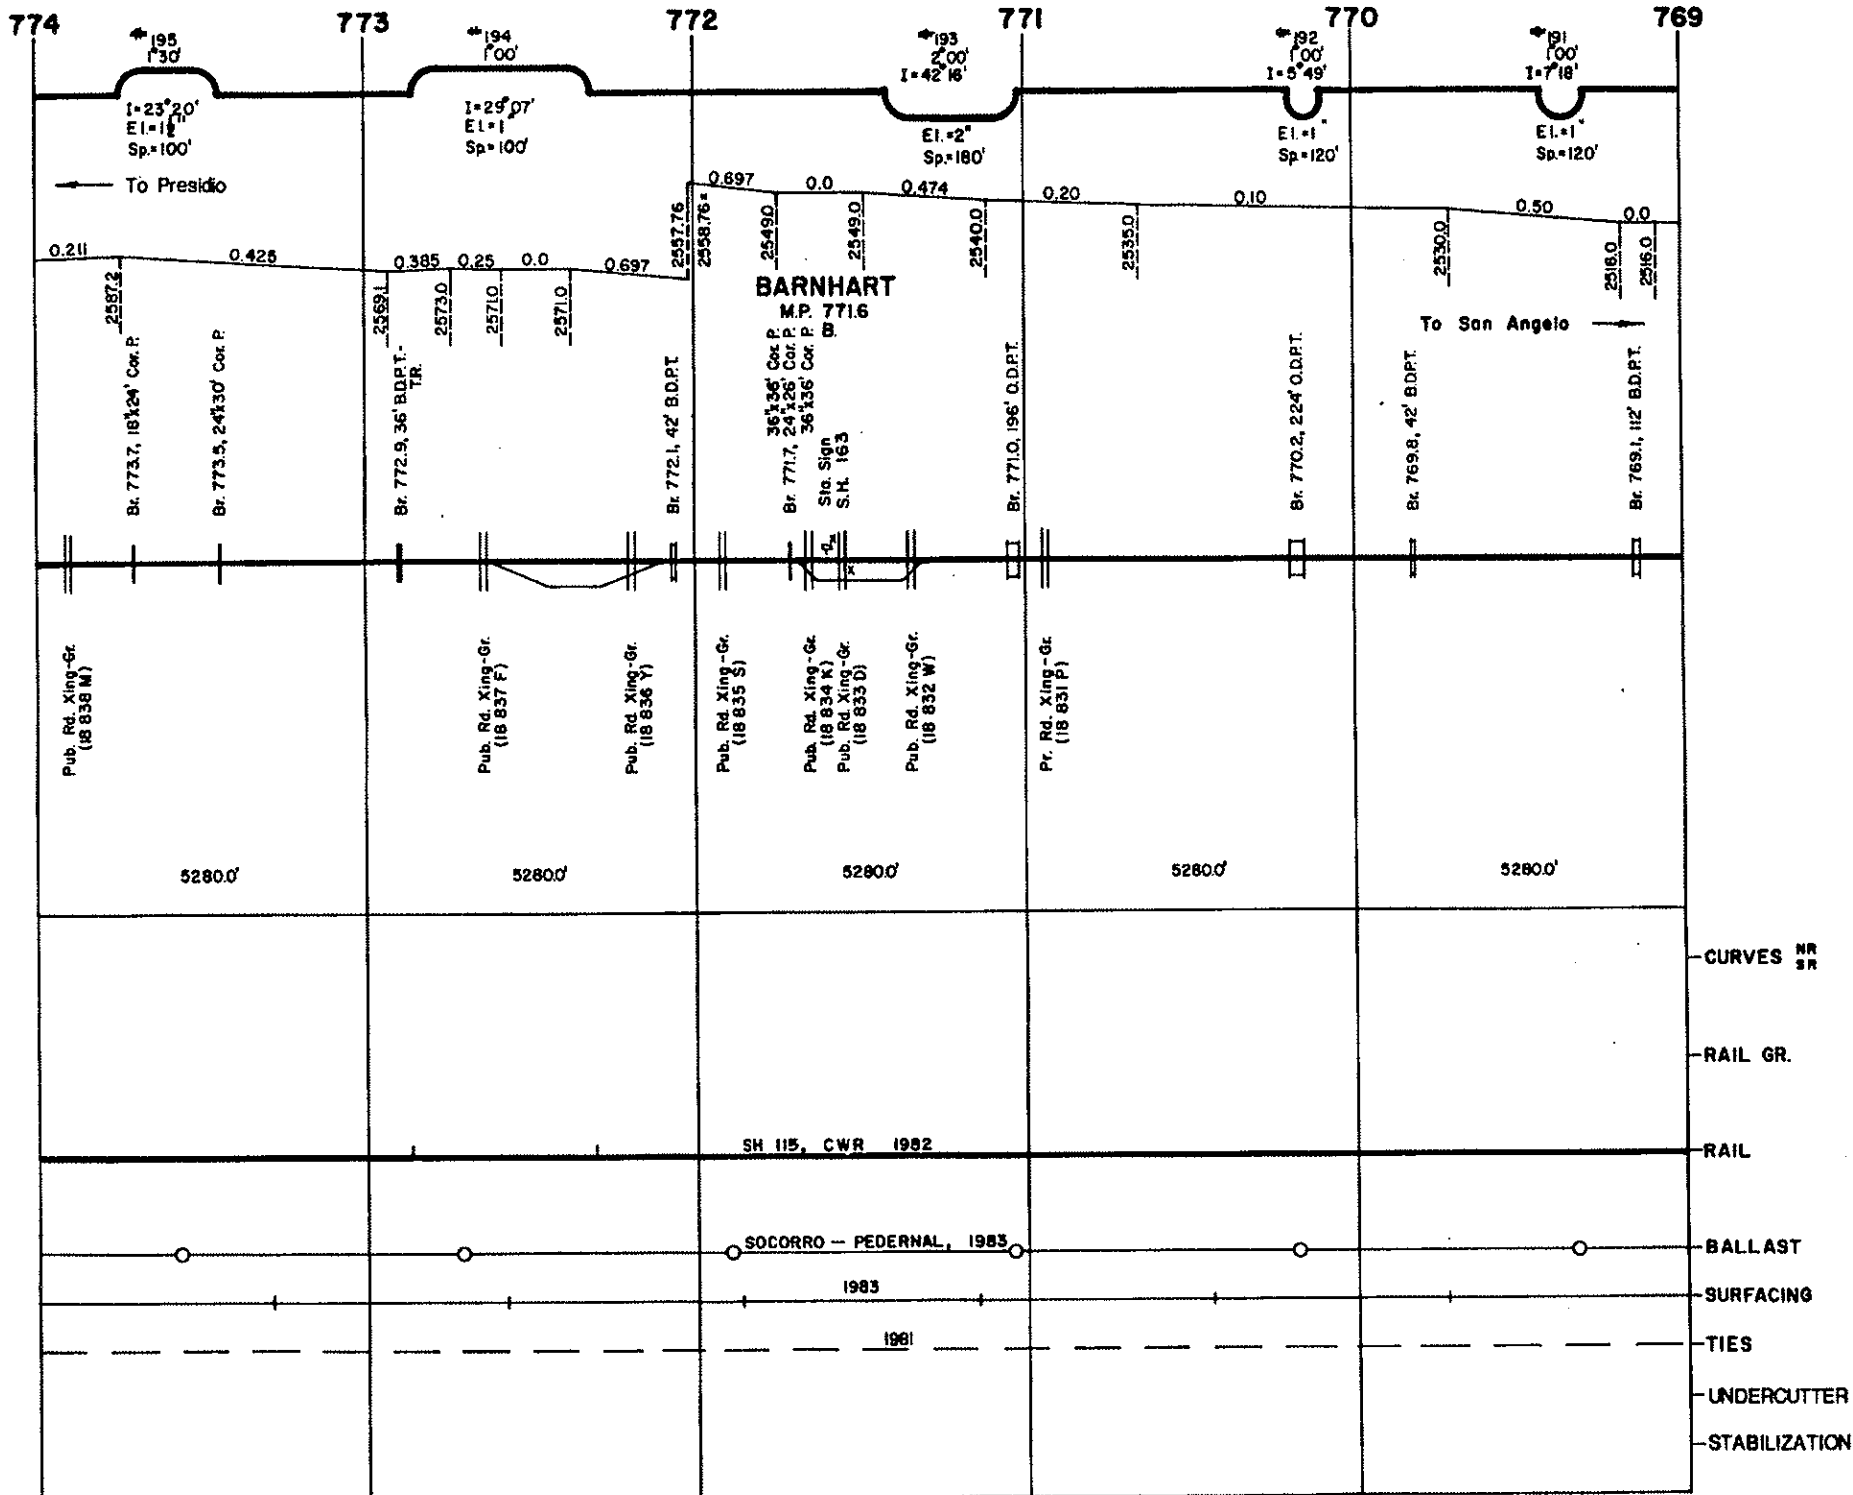 774 773 772 771 770 769
#195
1°30'
#194
1°00'
#193
2°00'
I=42°16'
#192
1°00'
I=5°49'
#191
1°00'
I=7°18'
I=23°20'
El.=1½"
Sp.=100'
I=29°07'
El.=1"
Sp.=100'
El.=2"
Sp.=180'
El.=1"
Sp.=120'
El.=1"
Sp.=120'
To Presidio
0.697 0.0 0.474 0.20 0.10 0.50 0.0
2557.76
2558.76=
2549.0
2549.0
2540.0
2535.0
2530.0
2516.0
2516.0
0.211 0.425 0.385 0.25 0.0 0.697
2587.2
2569.1
2573.0
2571.0
2571.0
BARNHART
M.P. 771.6
B.
To San Angelo
Br. 773.7, 18"x24' Cor. P.
Br. 773.5, 24"x30' Cor. P.
Br. 772.9, 36' B.D.P.T.-
T.R.
Br. 772.1, 42' B.D.P.T.
36"x36' Cor. P.
Br. 771.7, 24"x26' Cor. P.
36"x36' Cor. P.
Sta. Sign
S.H. 163
Br. 771.0, 196' O.D.P.T.
Br. 770.2, 224' O.D.P.T.
Br. 769.8, 42' B.D.P.T.
Br. 769.1, 112' B.D.P.T.
x
Pub. Rd. Xing-Gr.
(18 838 M)
Pub. Rd. Xing-Gr.
(18 837 F)
Pub. Rd. Xing-Gr.
(18 836 Y)
Pub. Rd. Xing-Gr.
(18 835 S)
Pub. Rd. Xing-Gr.
(18 834 K)
Pub. Rd. Xing-Gr.
(18 833 D)
Pub. Rd. Xing-Gr.
(18 832 W)
Pr. Rd. Xing-Gr.
(18 831 P)
5280.0' 5280.0' 5280.0' 5280.0' 5280.0'
CURVES NR
SR
RAIL GR.
SH 115, CWR 1982
RAIL
SOCORRO — PEDERNAL, 1983
BALLAST
1983
SURFACING
1981
TIES
UNDERCUTTER
STABILIZATION